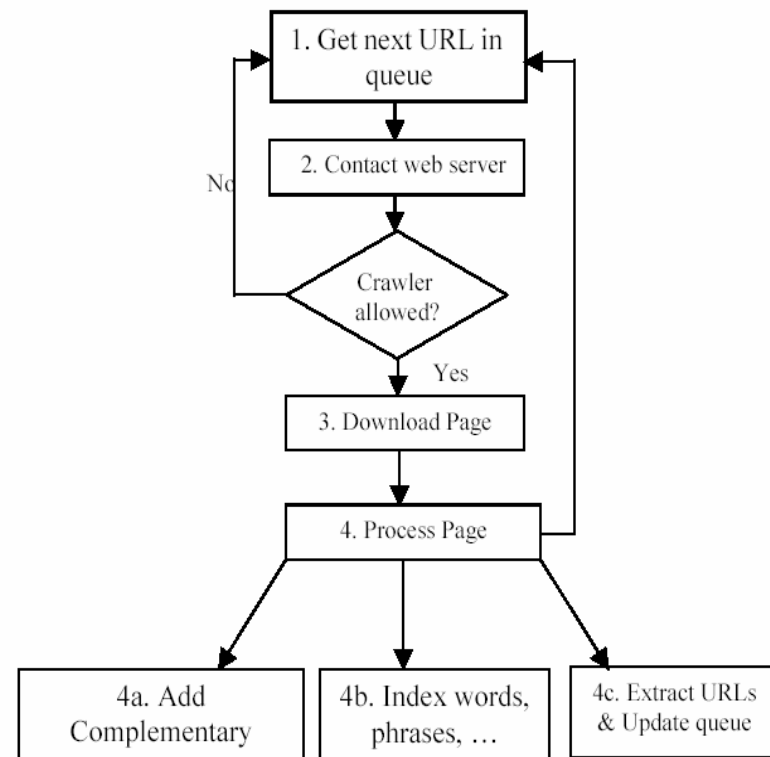 1. Get next URL in
queue
2. Contact web server
No
Crawler
allowed?
Yes
3. Download Page
4. Process Page
4a. Add
Complementary
4b. Index words,
phrases, …
4c. Extract URLs
& Update queue